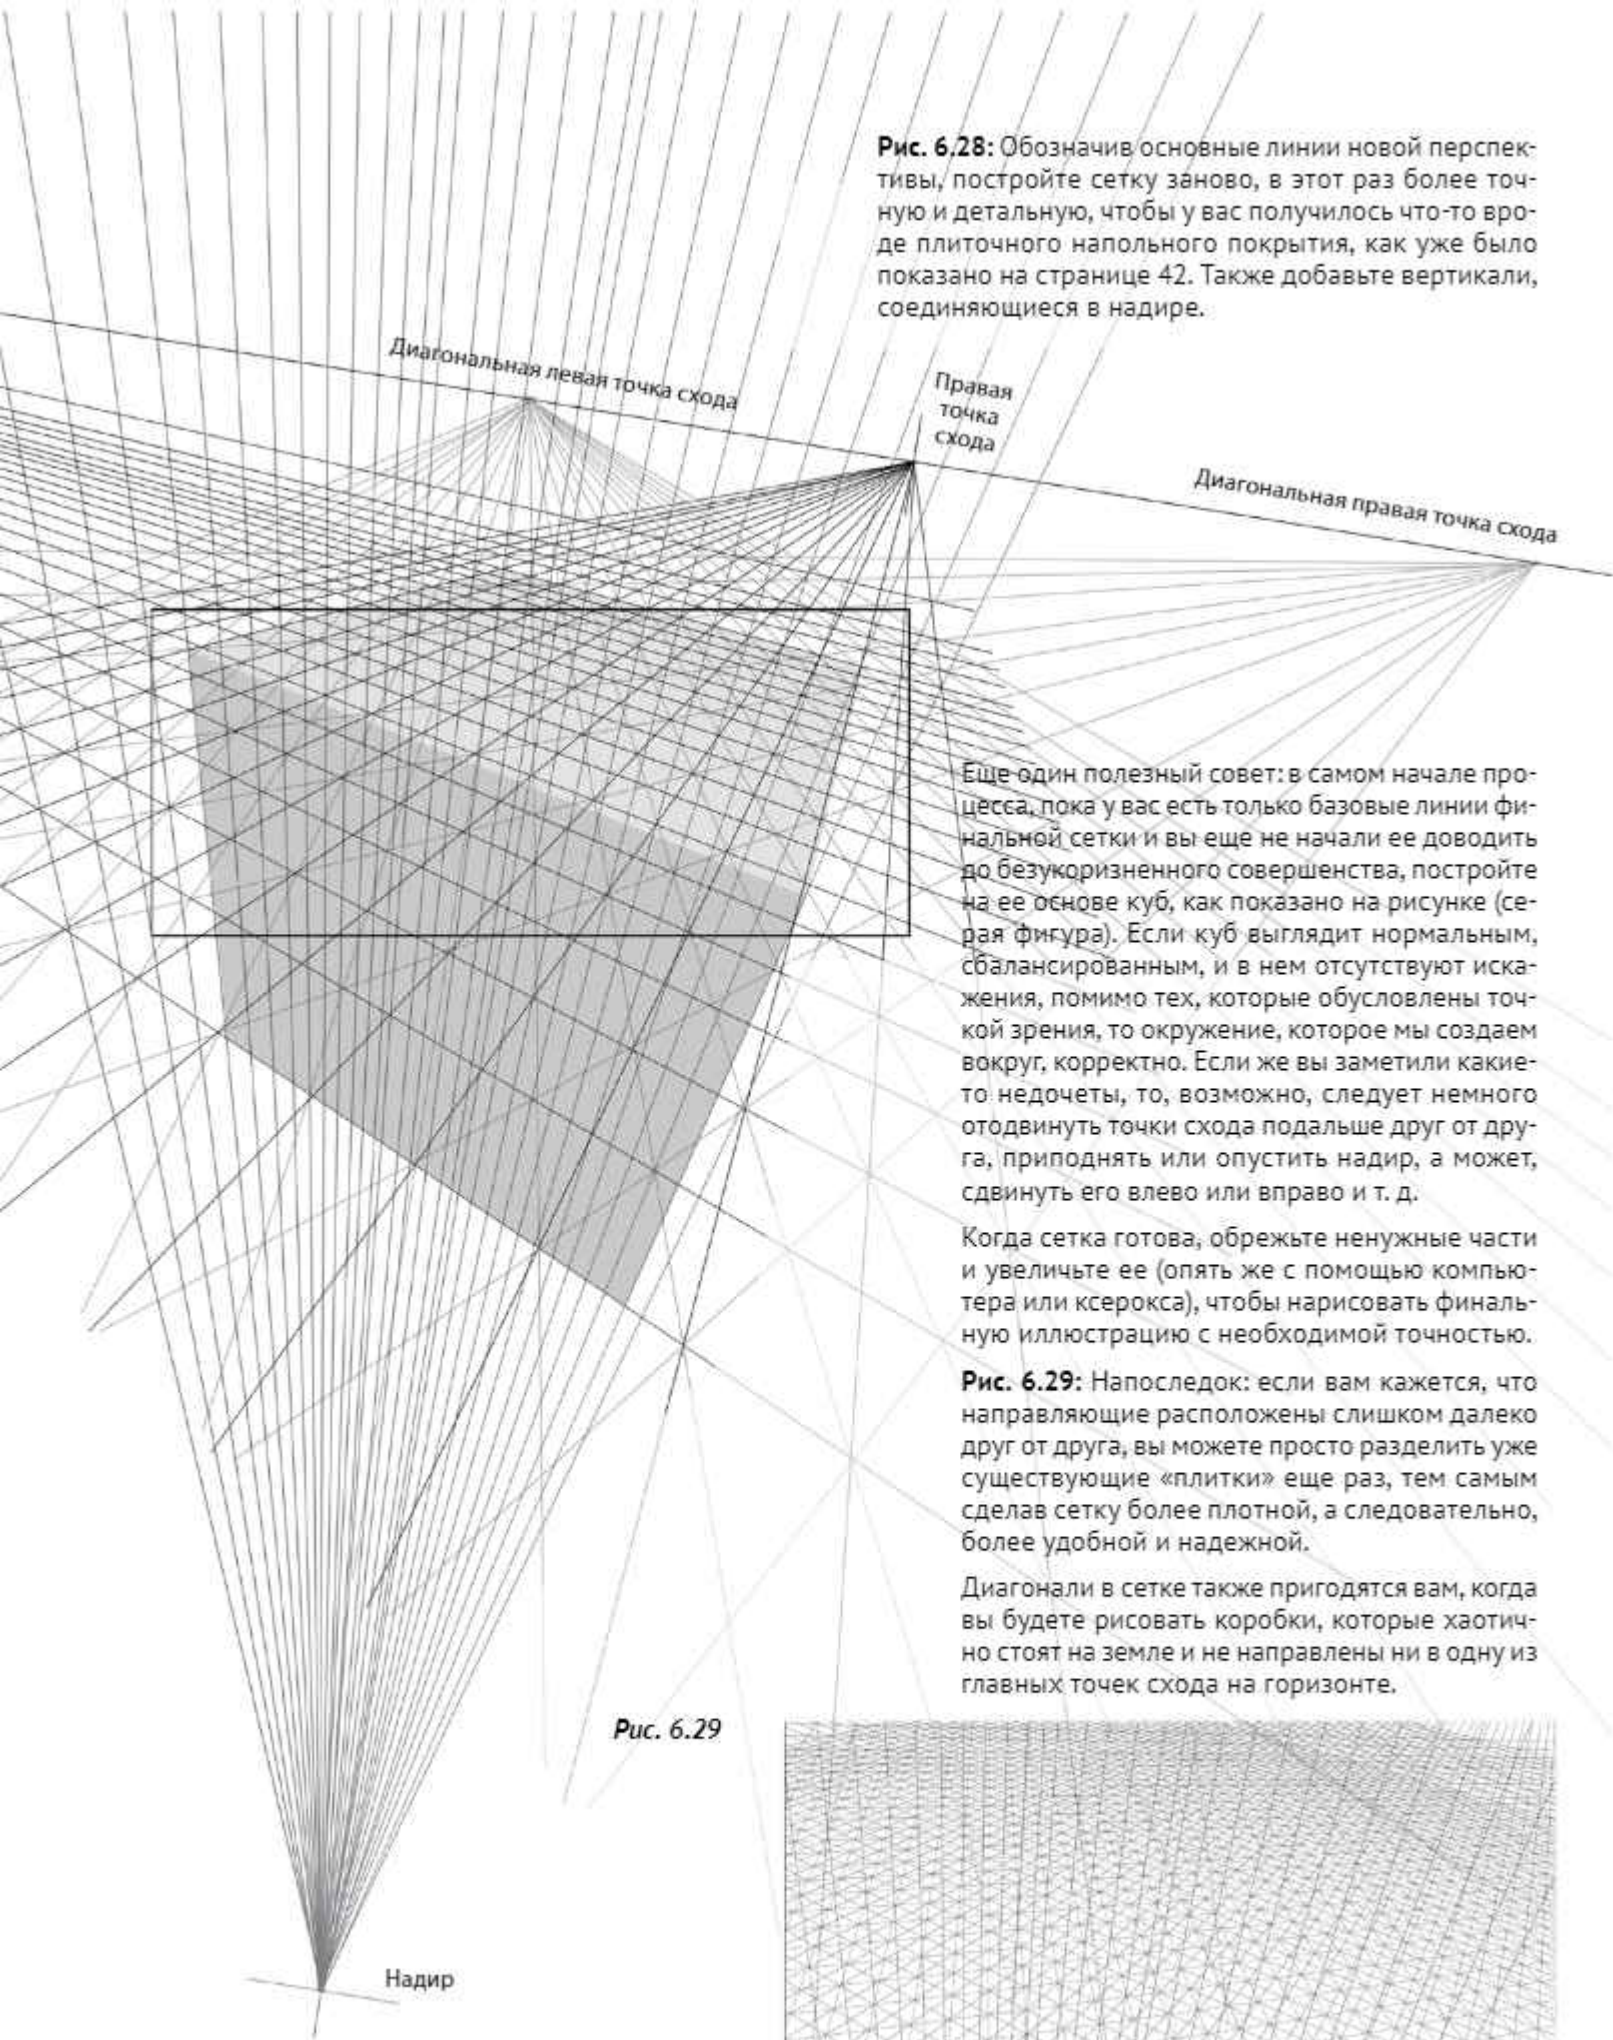 Рис. 6.28: Обозначив основные линии новой перспек-
тивы, постройте сетку заново, в этот раз более точ-
ную и детальную, чтобы у вас получилось что-то вро-
де плиточного напольного покрытия, как уже было
показано на странице 42. Также добавьте вертикали,
соединяющиеся в надире.
Диагональная левая точка схода
Правая
точка
схода
Диагональная правая точка схода
Еще один полезный совет: в самом начале про-
цесса, пока у вас есть только базовые линии фи-
нальной сетки и вы еще не начали ее доводить
до безукоризненного совершенства, постройте
на ее основе куб, как показано на рисунке (се-
рая фигура). Если куб выглядит нормальным,
сбалансированным, и в нем отсутствуют иска-
жения, помимо тех, которые обусловлены точ-
кой зрения, то окружение, которое мы создаем
вокруг, корректно. Если же вы заметили какие-
то недочеты, то, возможно, следует немного
отодвинуть точки схода подальше друг от дру-
га, приподнять или опустить надир, а может,
сдвинуть его влево или вправо и т. д.
Когда сетка готова, обрежьте ненужные части
и увеличьте ее (опять же с помощью компью-
тера или ксерокса), чтобы нарисовать финаль-
ную иллюстрацию с необходимой точностью.
Рис. 6.29: Напоследок: если вам кажется, что
направляющие расположены слишком далеко
друг от друга, вы можете просто разделить уже
существующие «плитки» еще раз, тем самым
сделав сетку более плотной, а следовательно,
более удобной и надежной.
Диагонали в сетке также пригодятся вам, когда
вы будете рисовать коробки, которые хаотич-
но стоят на земле и не направлены ни в одну из
главных точек схода на горизонте.
Рис. 6.29
Надир